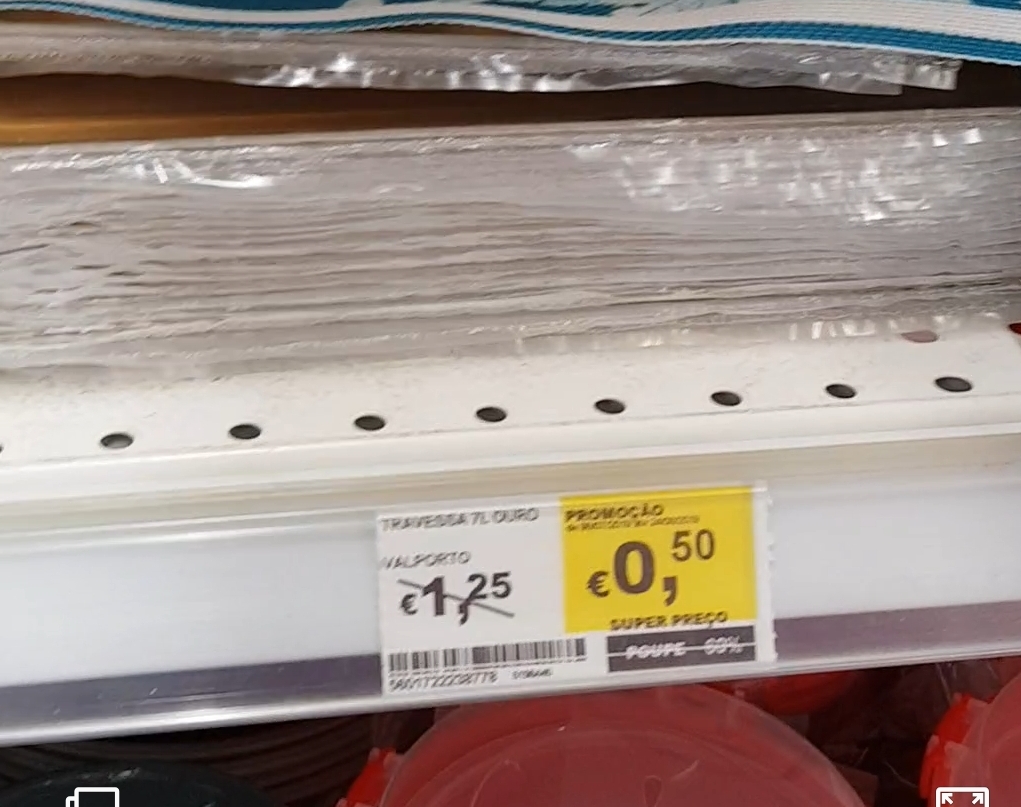 TRAVESSA 7L OURO
VALPORTO
€1,25
PROMOÇÃO
€0,50
SUPER PREÇO
POUPE 60%
5601722238778